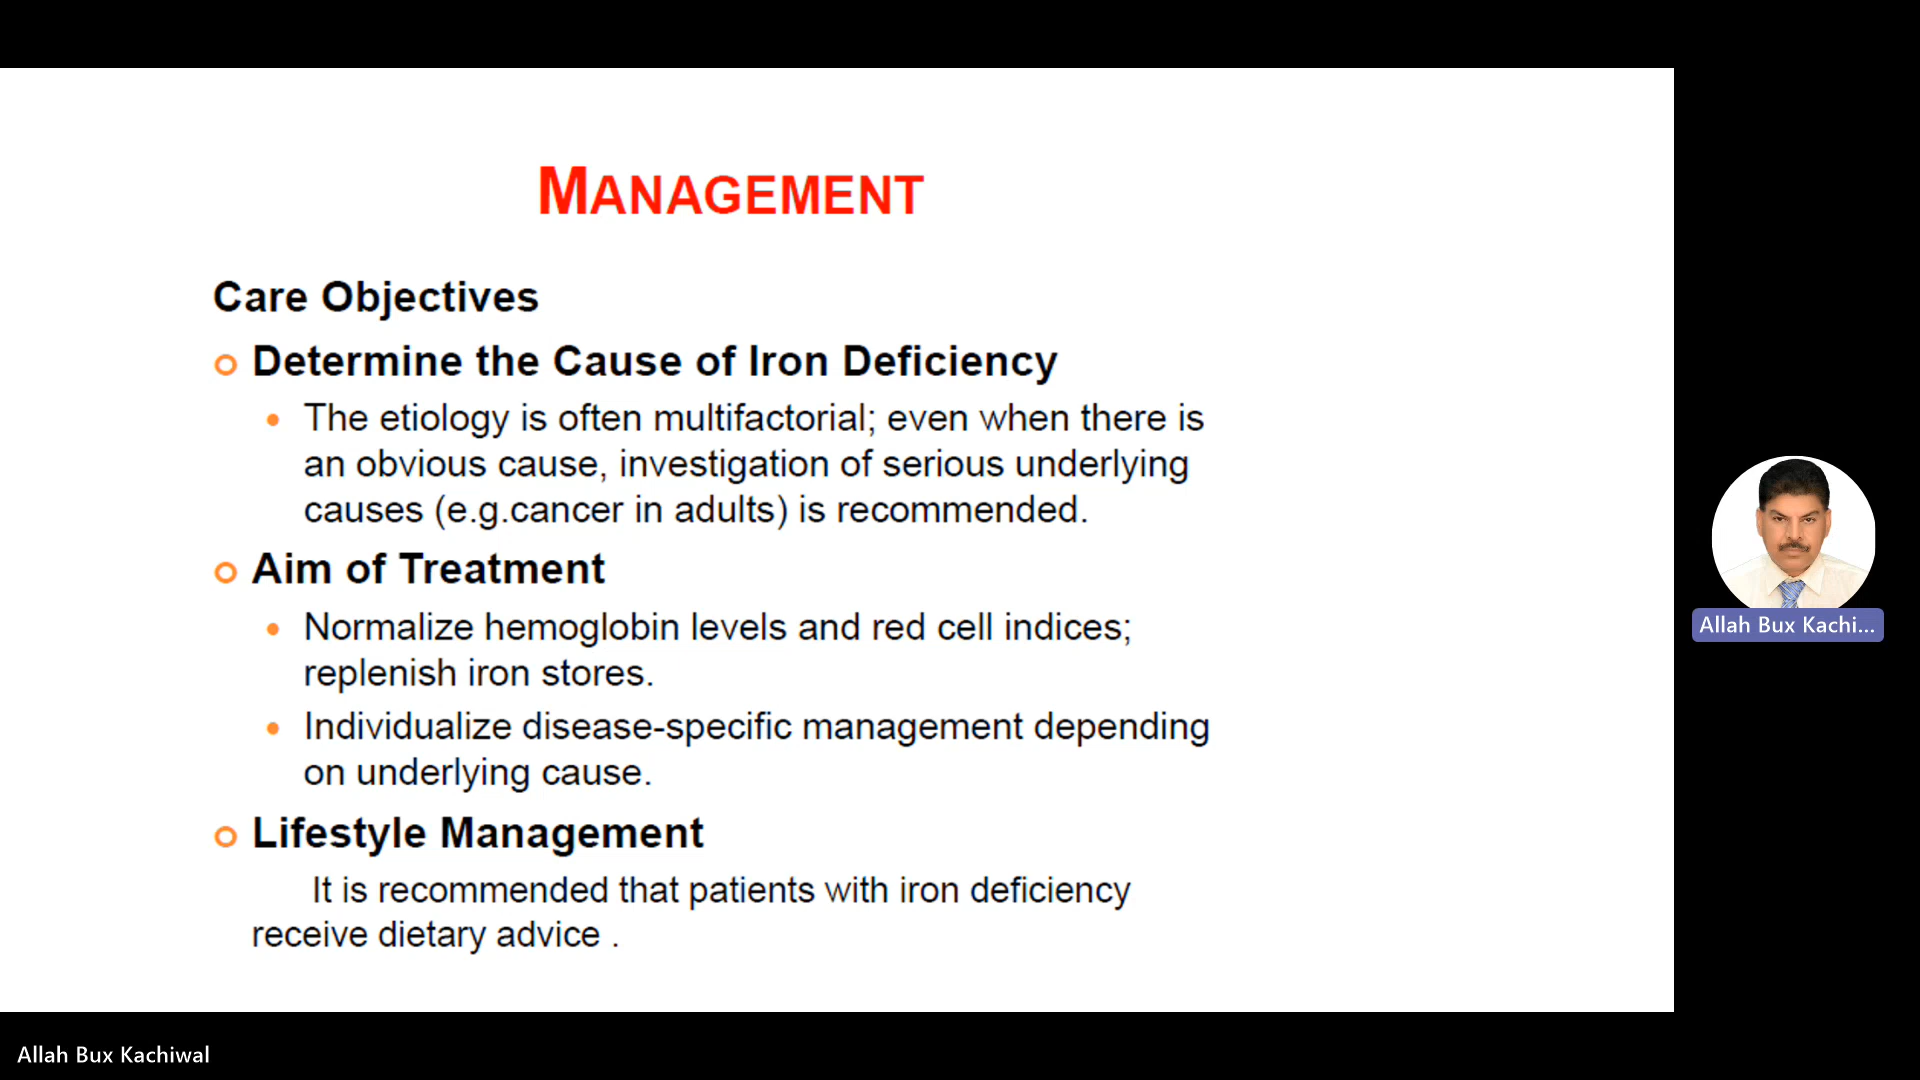 MANAGEMENT
Care Objectives
Determine the Cause of Iron Deficiency
The etiology is often multifactorial; even when there is
an obvious cause, investigation of serious underlying
causes (e.g.cancer in adults) is recommended.
Aim of Treatment
Normalize hemoglobin levels and red cell indices;
replenish iron stores.
Individualize disease-specific management depending
on underlying cause.
Lifestyle Management
It is recommended that patients with iron deficiency
receive dietary advice .
Allah Bux Kachi...
Allah Bux Kachiwal